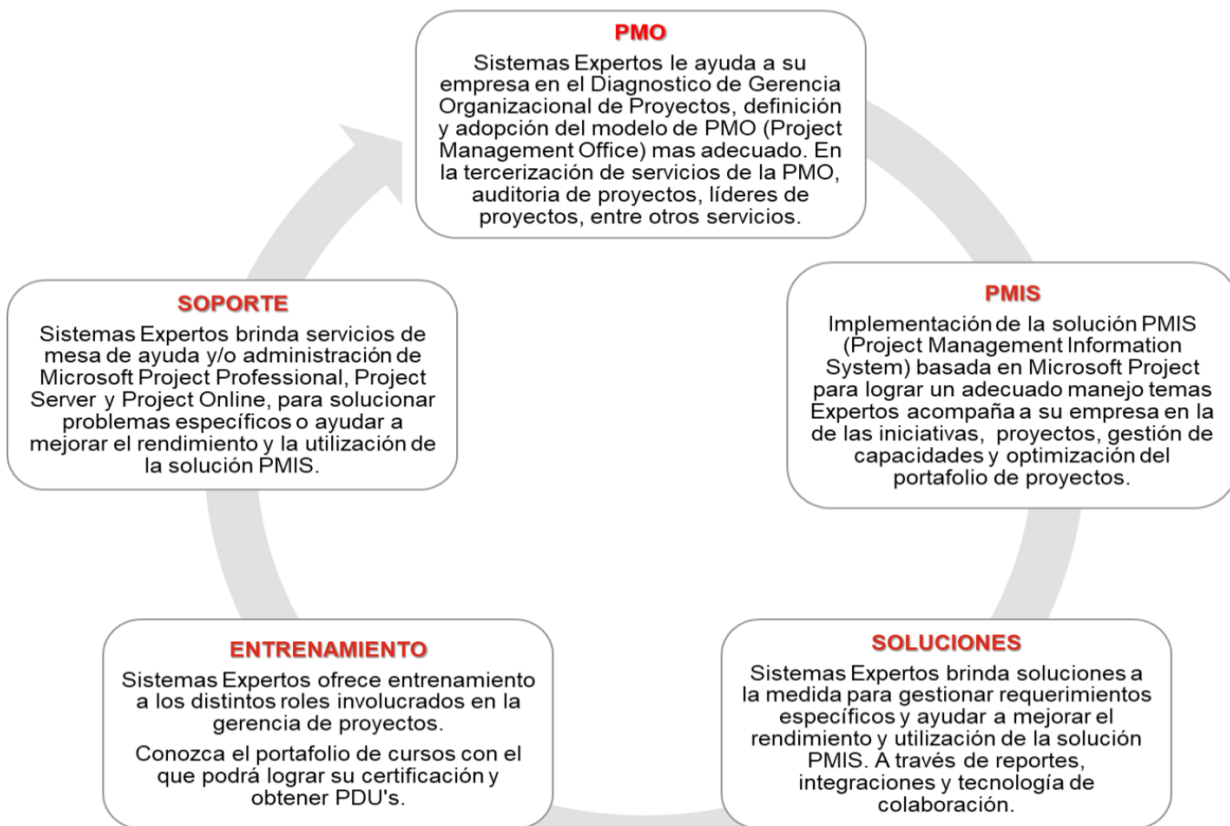 PMO
Sistemas Expertos le ayuda a su
empresa en el Diagnostico de Gerencia
Organizacional de Proyectos, definición
y adopción del modelo de PMO (Project
Management Office) mas adecuado. En
la tercerización de servicios de la PMO,
auditoria de proyectos, líderes de
proyectos, entre otros servicios.
PMIS
Implementación de la solución PMIS
(Project Management Information
System) basada en Microsoft Project
para lograr un adecuado manejo temas
Expertos acompaña a su empresa en la
de las iniciativas, proyectos, gestión de
capacidades y optimización del
portafolio de proyectos.
SOLUCIONES
Sistemas Expertos brinda soluciones a
la medida para gestionar requerimientos
específicos y ayudar a mejorar el
rendimiento y utilización de la solución
PMIS. A través de reportes,
integraciones y tecnología de
colaboración.
ENTRENAMIENTO
Sistemas Expertos ofrece entrenamiento
a los distintos roles involucrados en la
gerencia de proyectos.
Conozca el portafolio de cursos con el
que podrá lograr su certificación y
obtener PDU's.
SOPORTE
Sistemas Expertos brinda servicios de
mesa de ayuda y/o administración de
Microsoft Project Professional, Project
Server y Project Online, para solucionar
problemas específicos o ayudar a
mejorar el rendimiento y la utilización de
la solución PMIS.